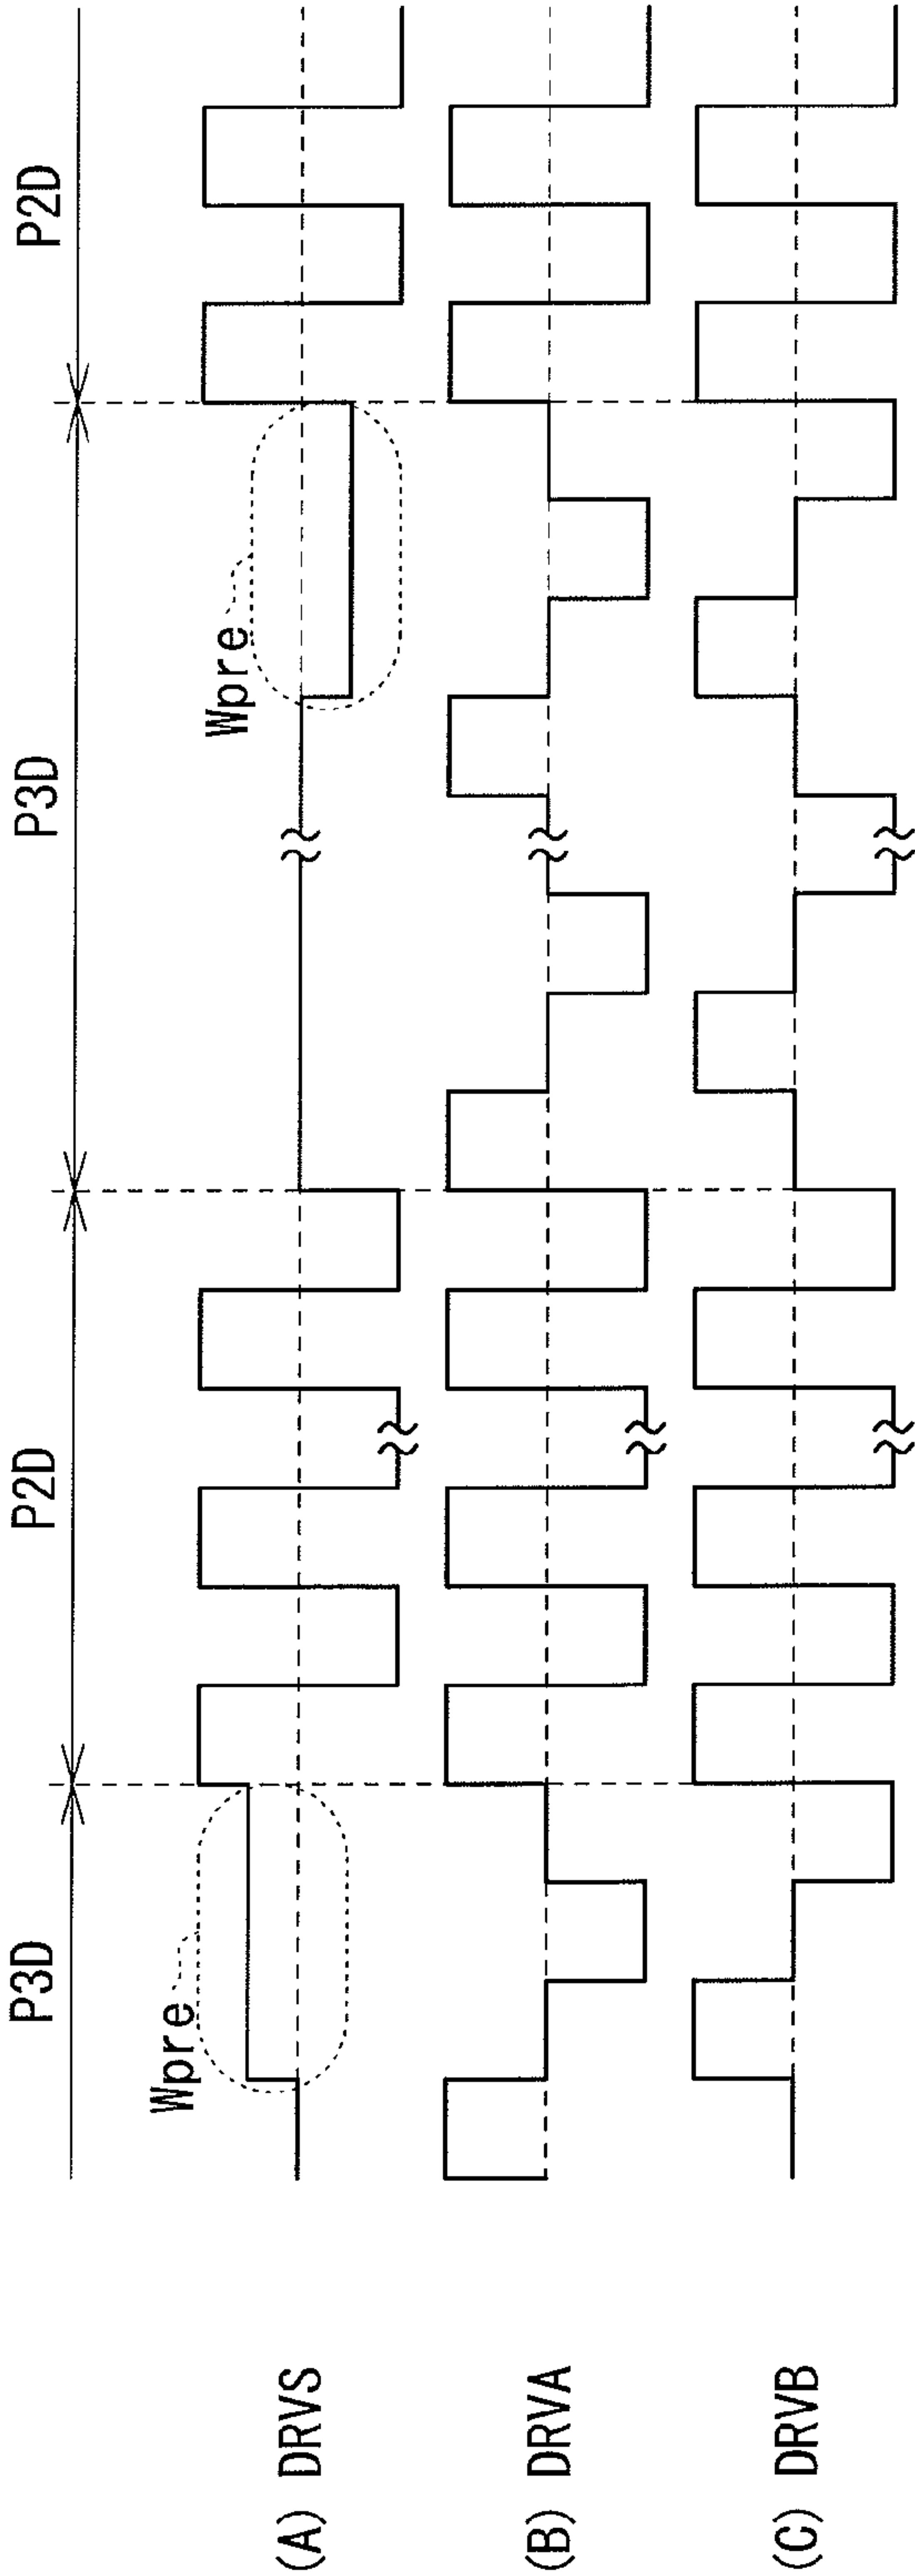 P3D
P2D
P3D
P2D
Wpre
Wpre
(A) DRVS
(B) DRVA
(C) DRVB